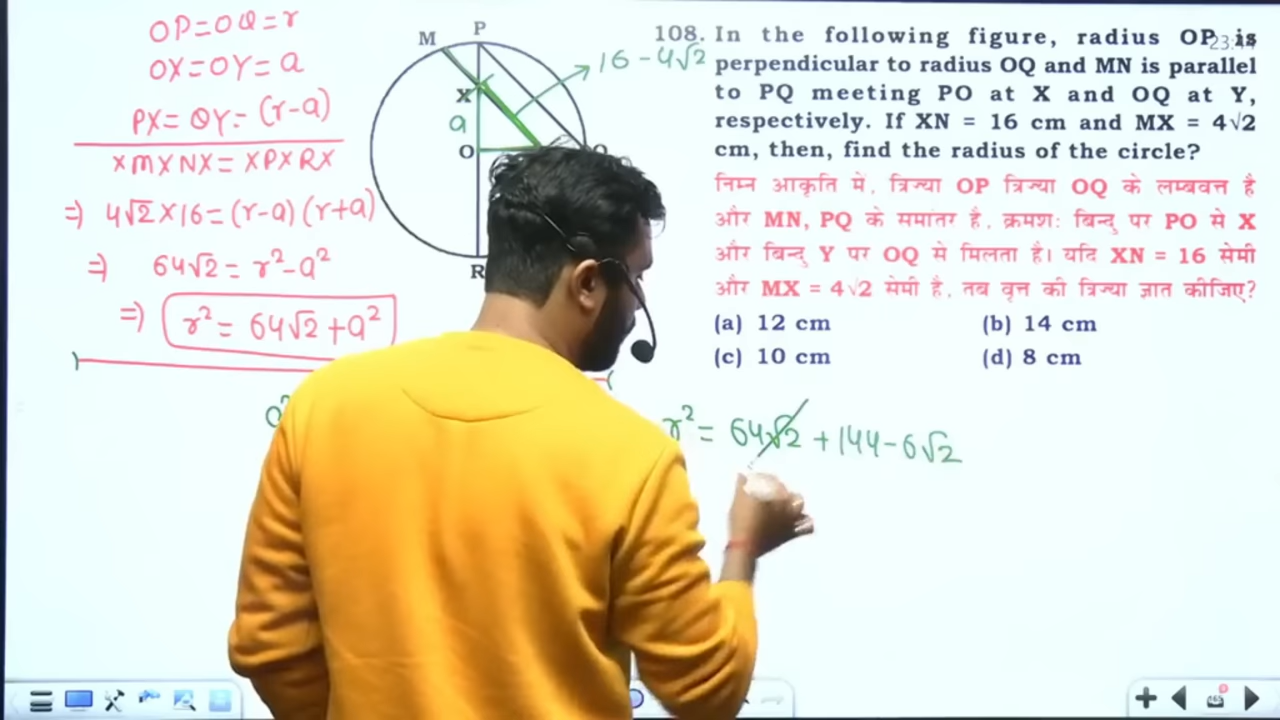 OP=OQ=r
OX=OY=a
PX=QY=(r-a)
XMXNX=XPXRX
⇒ 4√2×16=(r-a)(r+a)
⇒ 64√2=r²-a²
⇒ r²=64√2+a²
M
P
X
a
O
R
16-4√2
108. In the following figure, radius OP is
perpendicular to radius OQ and MN is parallel
to PQ meeting PO at X and OQ at Y,
respectively. If XN = 16 cm and MX = 4√2
cm, then, find the radius of the circle?
निम्न आकृति में, त्रिज्या OP त्रिज्या OQ के लम्बवत्त है
और MN, PQ के समांतर है, क्रमशः बिन्दु पर PO से X
और बिन्दु Y पर OQ से मिलता है। यदि XN = 16 सेमी
और MX = 4√2 सेमी है, तब वृत्त की त्रिज्या ज्ञात कीजिए?
(a) 12 cm
(b) 14 cm
(c) 10 cm
(d) 8 cm
r²= 64√2 +144-6√2